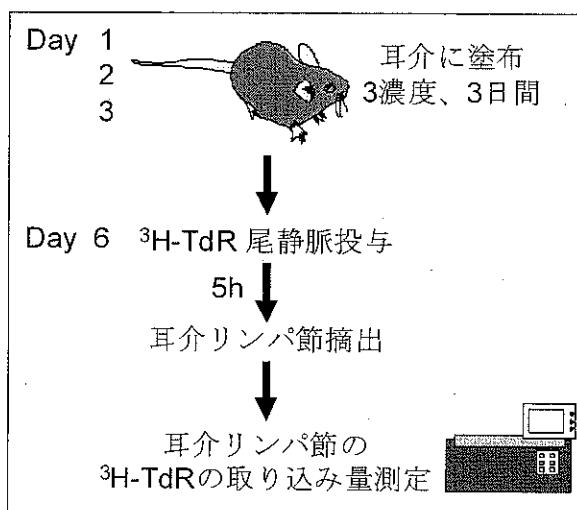 Day 1
2
3
耳介に塗布
3濃度、3日間
Day 6 ³H-TdR 尾静脈投与
5h
耳介リンパ節摘出
耳介リンパ節の
³H-TdRの取り込み量測定